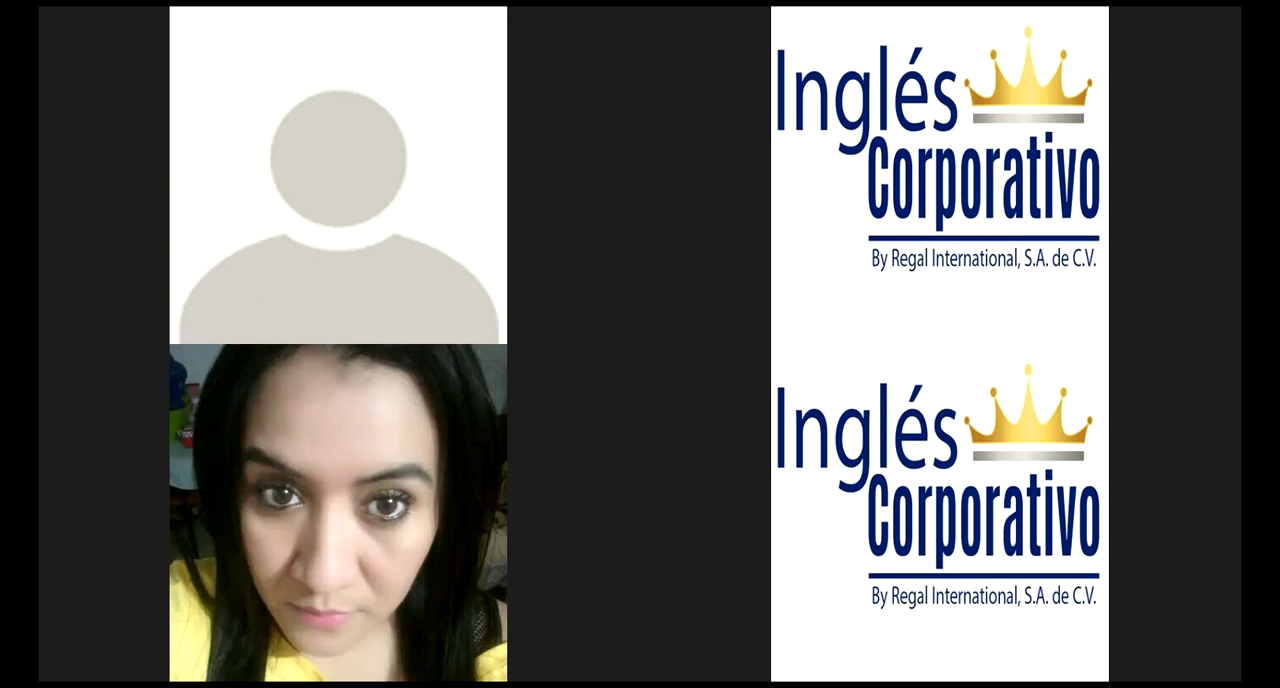 Inglés
Corporativo
By Regal International, S.A. de C.V.
Inglés
Corporativo
By Regal International, S.A. de C.V.